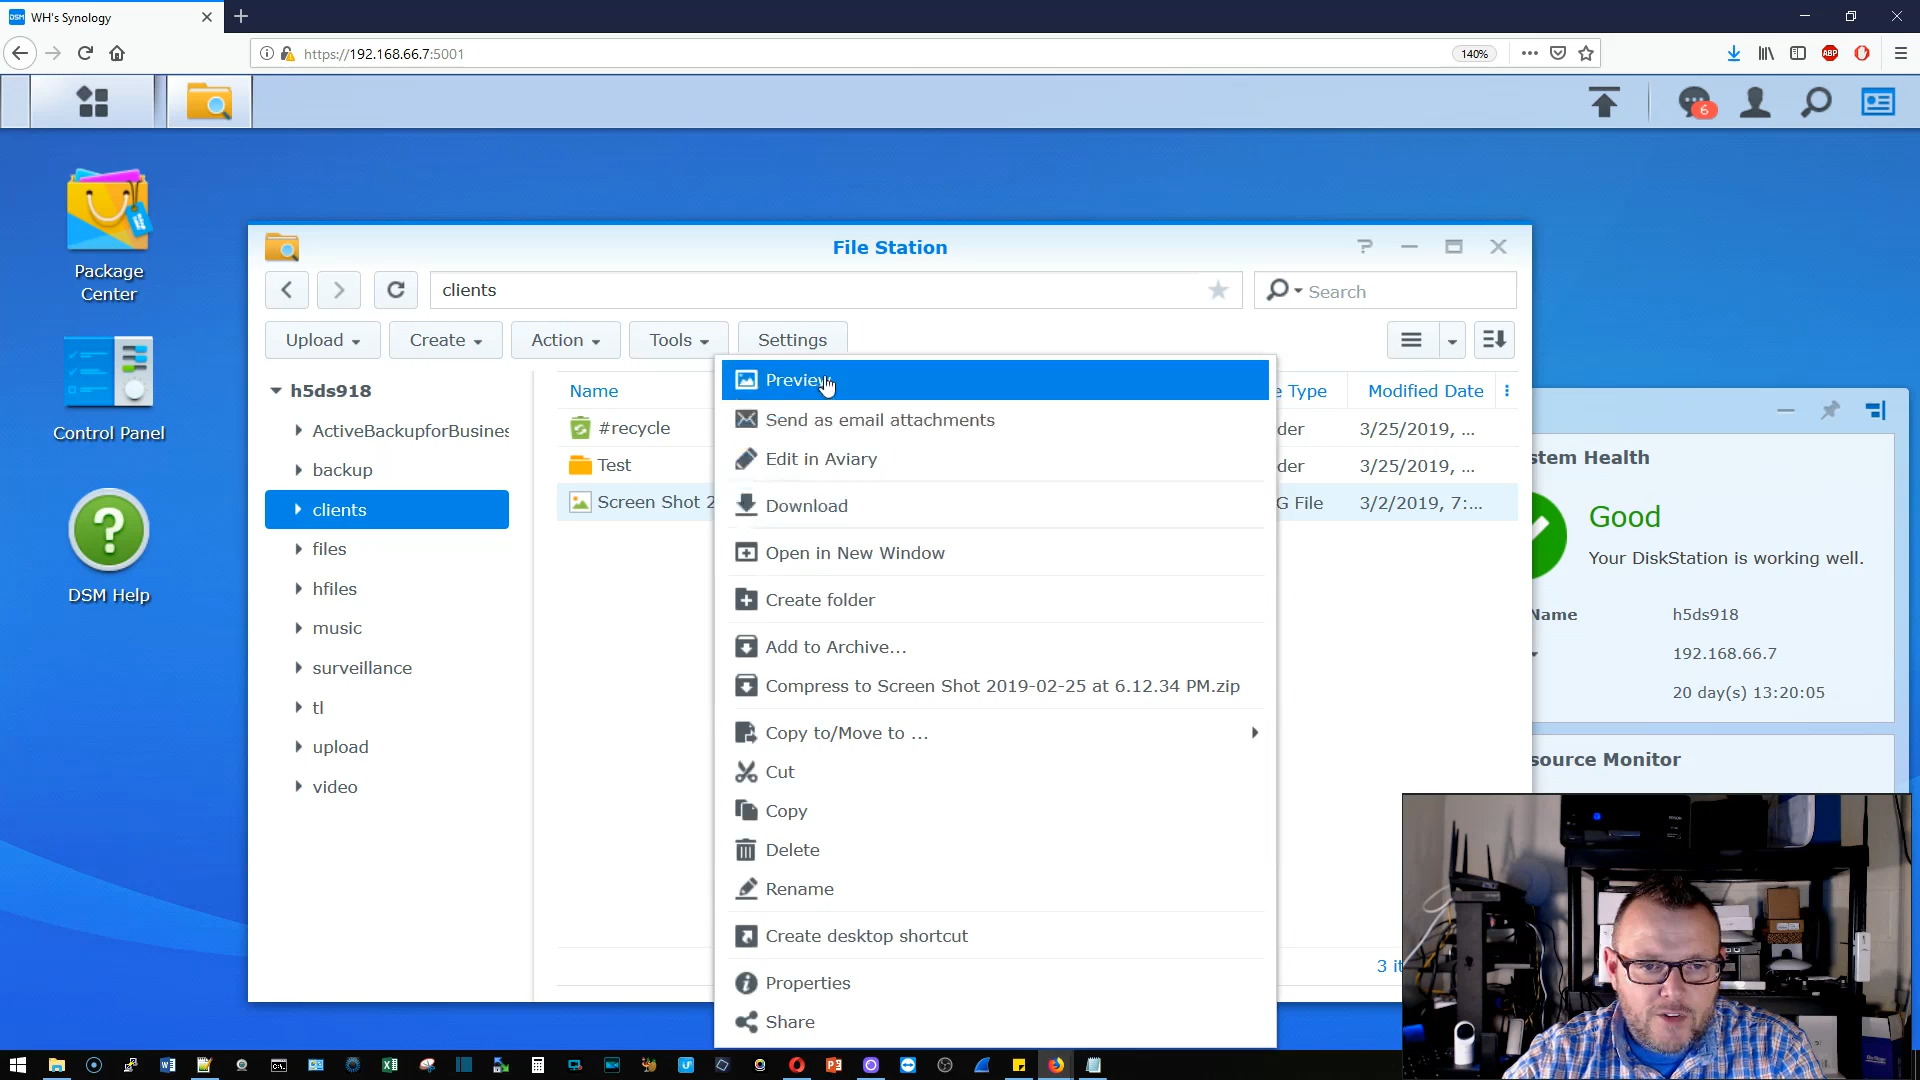 WH's Synology
https://192.168.66.7:5001
140%
ABP
6
Package
Center
Control Panel
DSM Help
File Station
clients
Search
Upload
Create
Action
Tools
Settings
h5ds918
ActiveBackupforBusines
backup
clients
files
hfiles
music
surveillance
tl
upload
video
Name
e Type
Modified Date
#recycle
der
3/25/2019, ...
Test
der
3/25/2019, ...
Screen Shot 2
G File
3/2/2019, 7:...
3 it
Preview
Send as email attachments
Edit in Aviary
Download
Open in New Window
Create folder
Add to Archive...
Compress to Screen Shot 2019-02-25 at 6.12.34 PM.zip
Copy to/Move to ...
Cut
Copy
Delete
Rename
Create desktop shortcut
Properties
Share
stem Health
Good
Your DiskStation is working well.
Name
h5ds918
192.168.66.7
20 day(s) 13:20:05
source Monitor